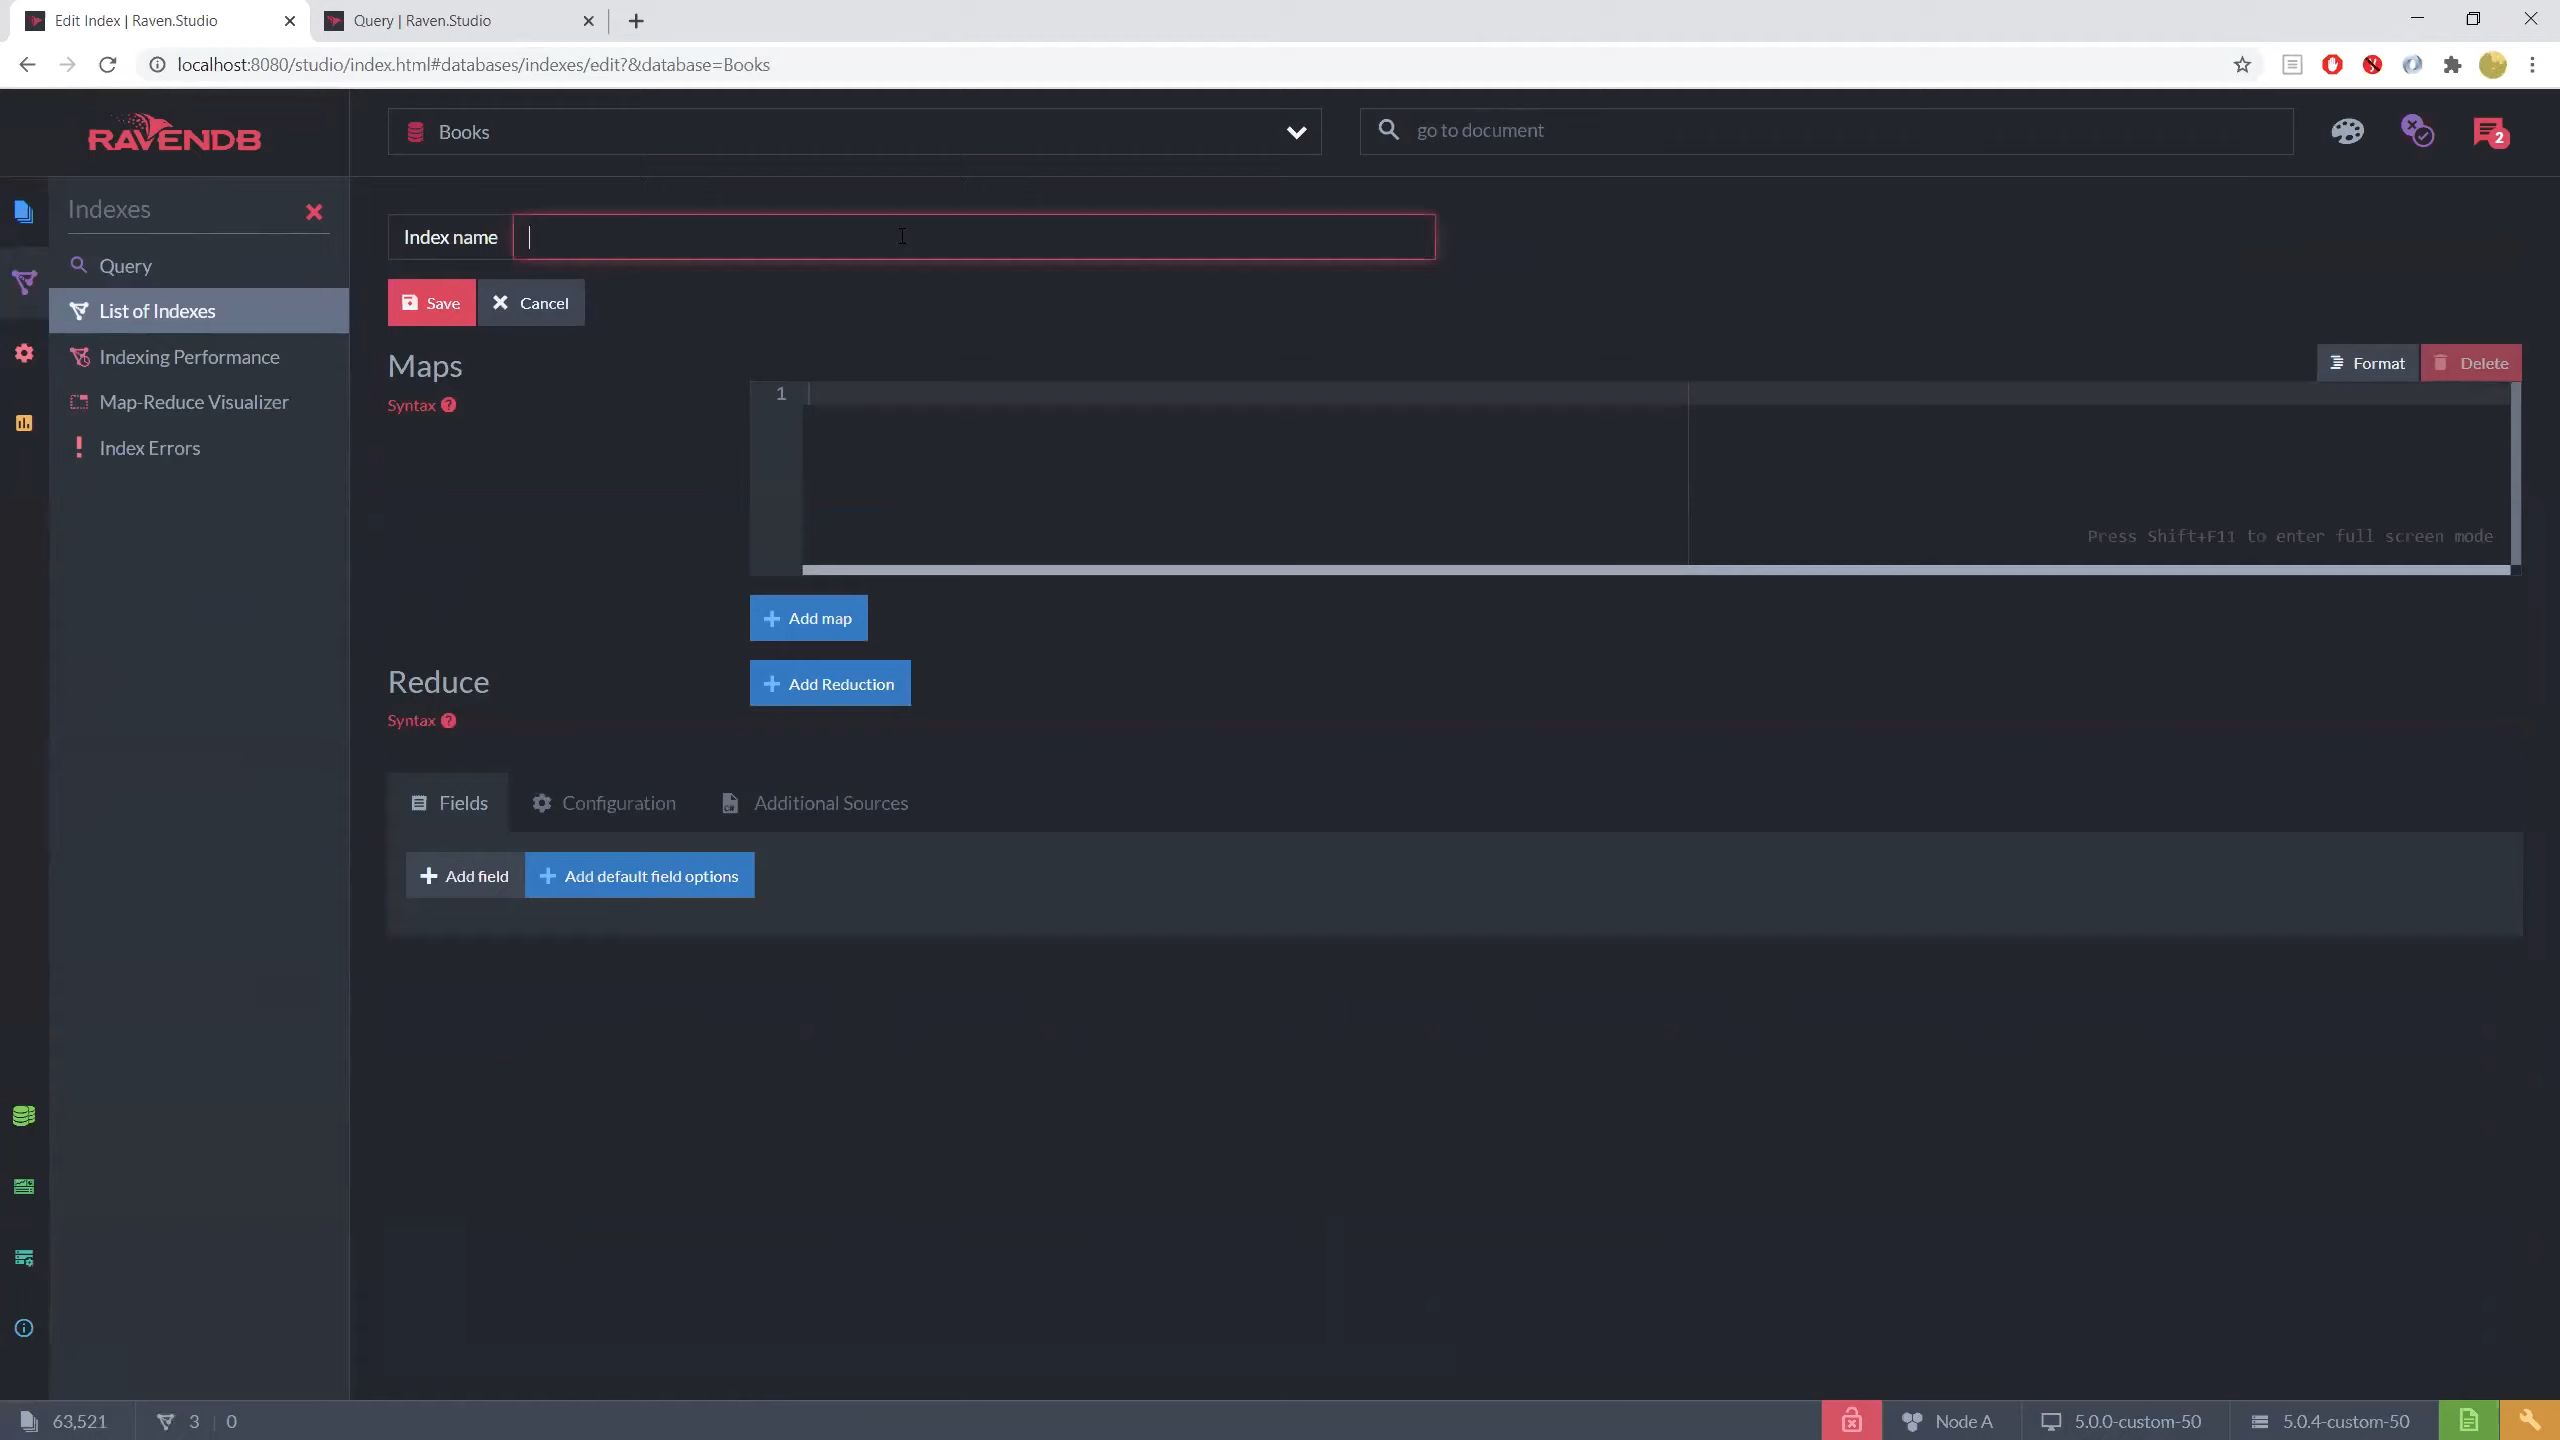 Edit Index | Raven.Studio
Query | Raven.Studio
localhost:8080/studio/index.html#databases/indexes/edit?&database=Books
RAVENDB
Books
go to document
2
Indexes
Index name
Query
List of Indexes
Save
Cancel
Indexing Performance
Maps
Format
Delete
Map-Reduce Visualizer
Syntax ?
1
Index Errors
Press Shift+F11 to enter full screen mode
Add map
Reduce
Add Reduction
Syntax ?
Fields
Configuration
Additional Sources
Add field
Add default field options
63,521
3 | 0
Node A
5.0.0-custom-50
5.0.4-custom-50